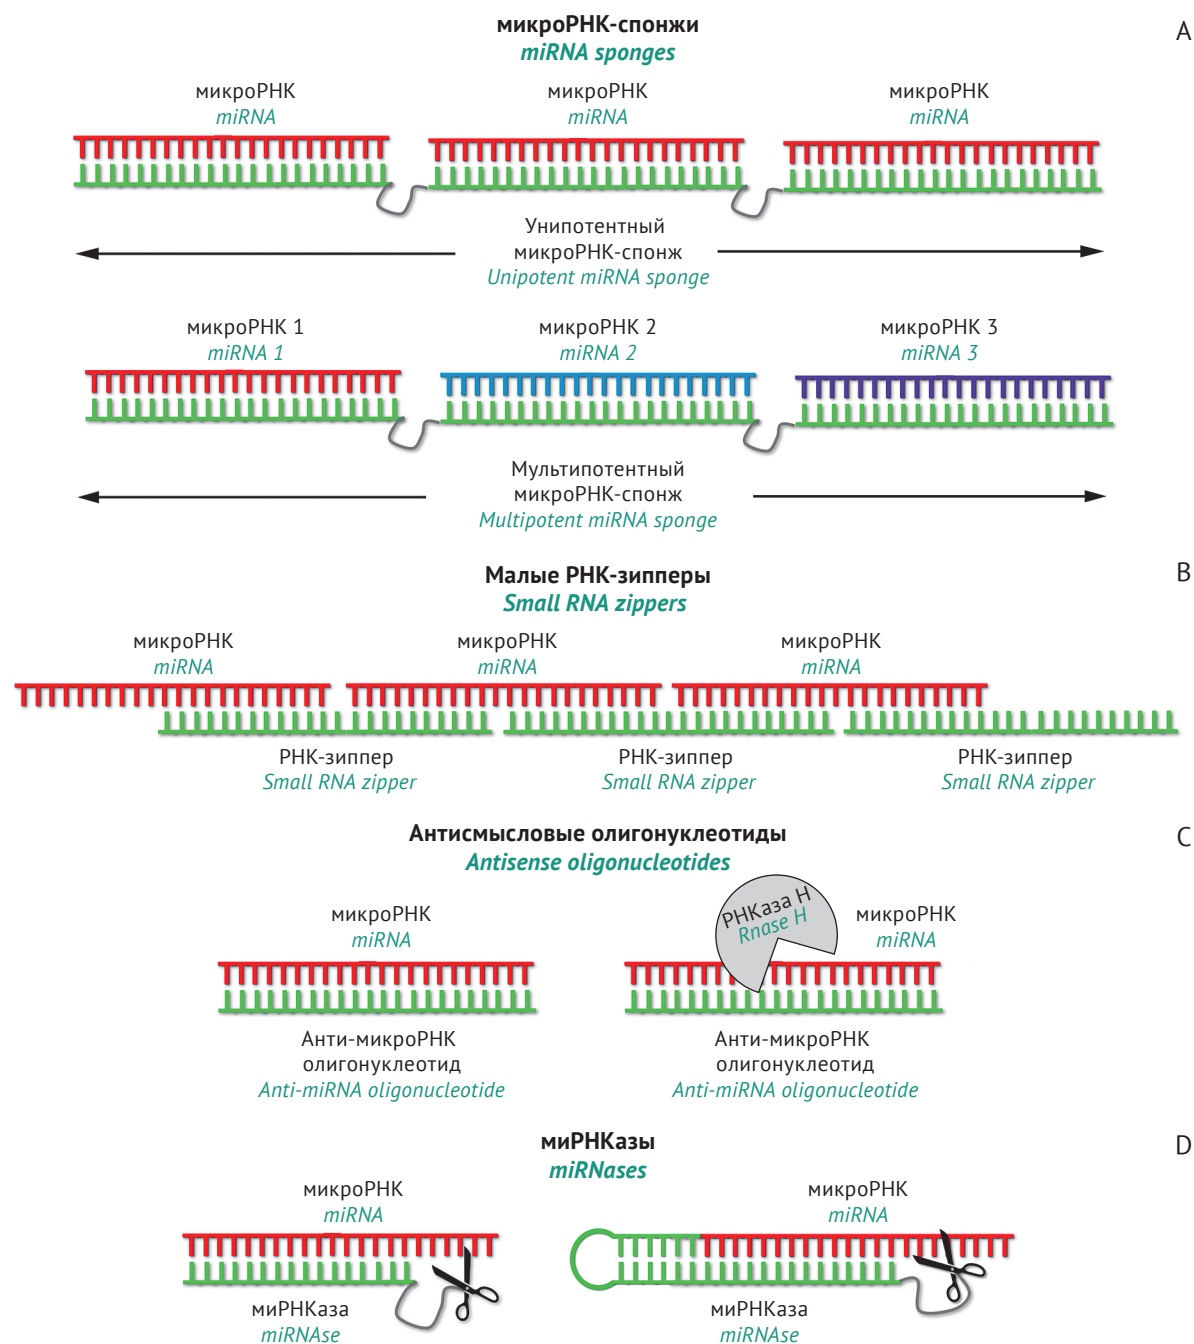 микроРНК-спонжи
miRNA sponges
A
микроРНК
miRNA
микроРНК
miRNA
микроРНК
miRNA
Унипотентный
микроРНК-спонж
Unipotent miRNA sponge
микроРНК 1
miRNA 1
микроРНК 2
miRNA 2
микроРНК 3
miRNA 3
Мультипотентный
микроРНК-спонж
Multipotent miRNA sponge
Малые РНК-зипперы
Small RNA zippers
B
микроРНК
miRNA
микроРНК
miRNA
микроРНК
miRNA
РНК-зиппер
Small RNA zipper
РНК-зиппер
Small RNA zipper
РНК-зиппер
Small RNA zipper
Антисмысловые олигонуклеотиды
Antisense oligonucleotides
C
микроРНК
miRNA
РНКаза Н
Rnase H
микроРНК
miRNA
Анти-микроРНК
олигонуклеотид
Anti-miRNA oligonucleotide
Анти-микроРНК
олигонуклеотид
Anti-miRNA oligonucleotide
миРНКазы
miRNases
D
микроРНК
miRNA
микроРНК
miRNA
миРНКаза
miRNAse
миРНКаза
miRNAse